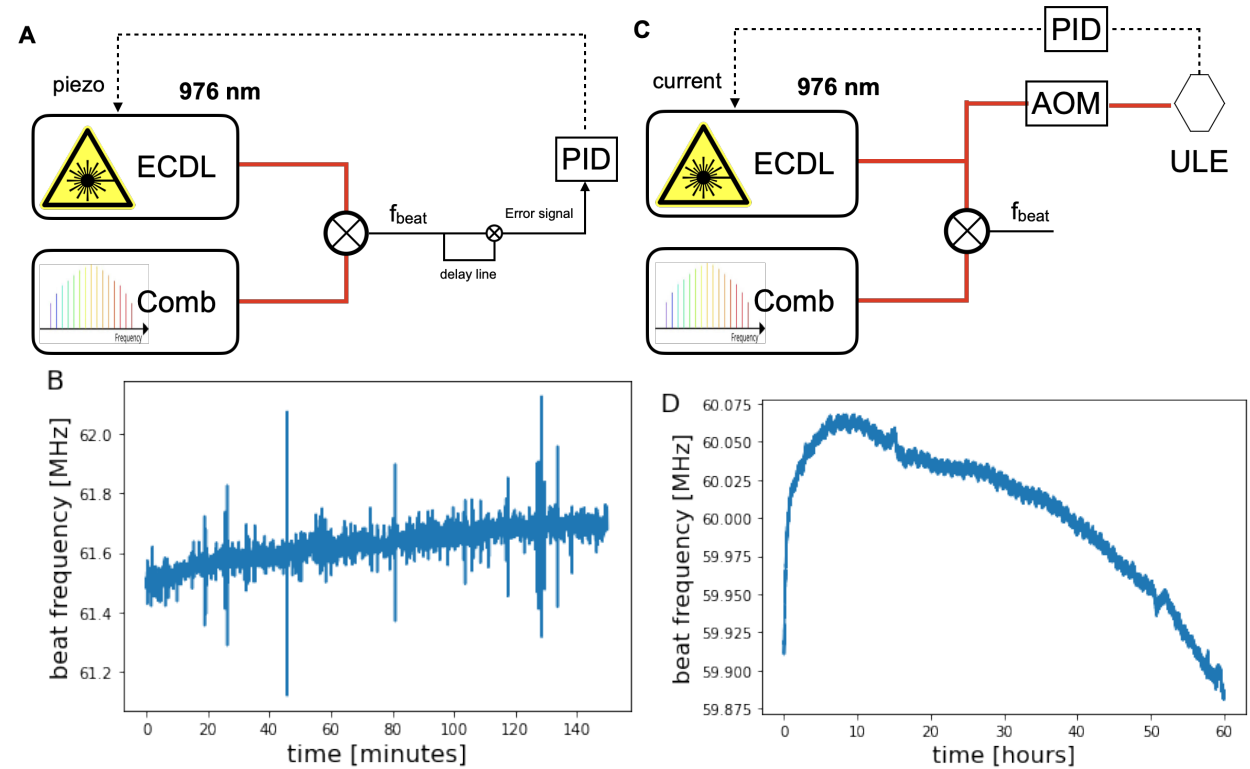 A
piezo
976 nm
ECDL
PID
f_beat
Error signal
delay line
Comb
Frequency
C
PID
current
976 nm
AOM
ECDL
ULE
f_beat
Comb
Frequency
B
beat frequency [MHz]
62.0
61.8
61.6
61.4
61.2
0 20 40 60 80 100 120 140
time [minutes]
D
beat frequency [MHz]
60.075
60.050
60.025
60.000
59.975
59.950
59.925
59.900
59.875
0 10 20 30 40 50 60
time [hours]